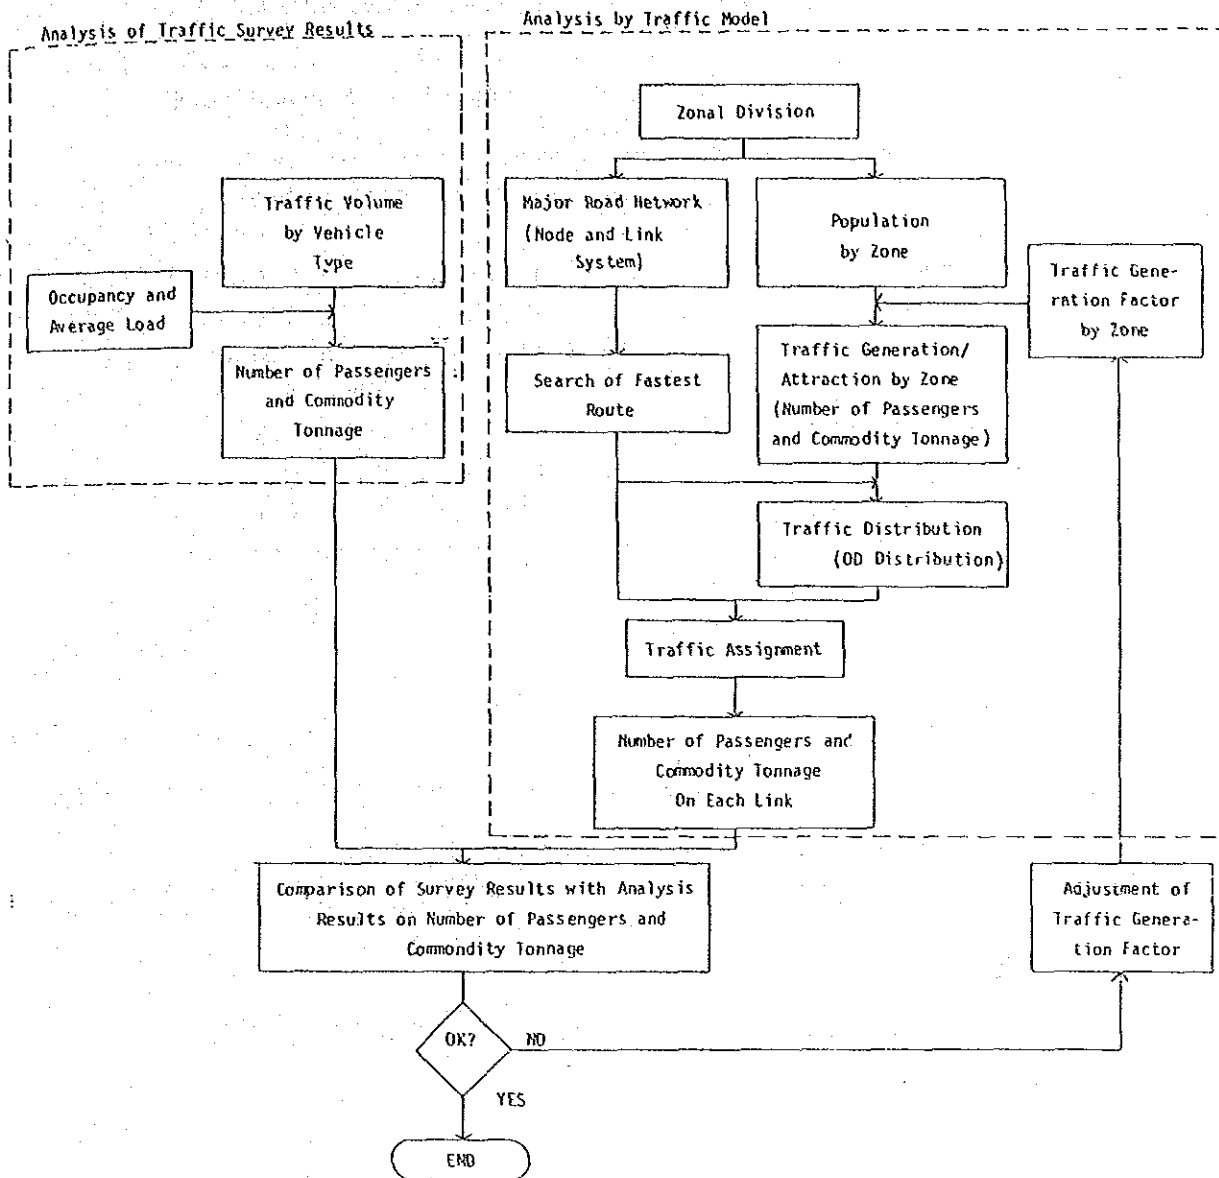 Analysis of Traffic Survey Results
Analysis by Traffic Model
Zonal Division
Traffic Volume
by Vehicle
Type
Major Road Network
(Node and Link
System)
Population
by Zone
Traffic Gene-
ration Factor
by Zone
Occupancy and
Average Load
Number of Passengers
and Commodity
Tonnage
Search of Fastest
Route
Traffic Generation/
Attraction by Zone
(Number of Passengers
and Commodity Tonnage)
Traffic Distribution
(OD Distribution)
Traffic Assignment
Number of Passengers and
Commodity Tonnage
On Each Link
Comparison of Survey Results with Analysis
Results on Number of Passengers and
Commondity Tonnage
Adjustment of
Traffic Genera-
tion Factor
OK?
NO
YES
END